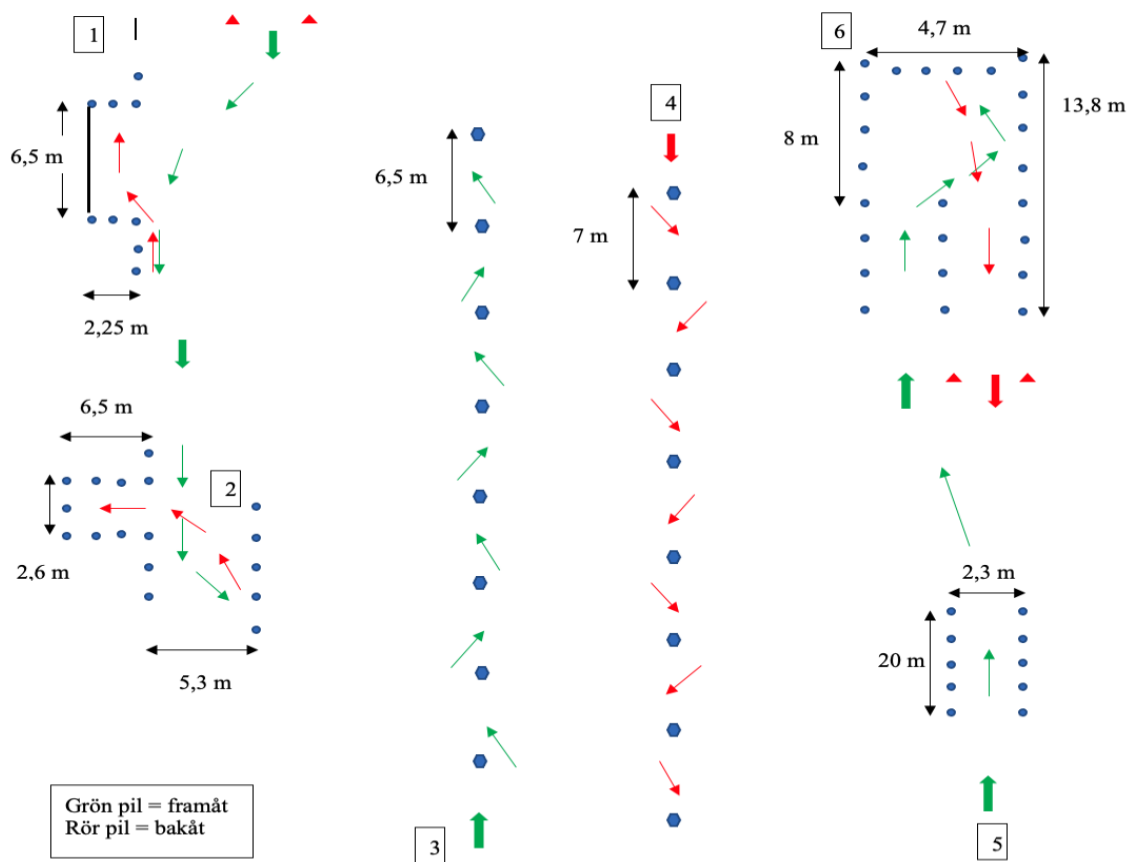 1
6,5 m
2,25 m
6,5 m
2
2,6 m
5,3 m
Grön pil = framåt
Rör pil = bakåt
6,5 m
3
4
7 m
6
4,7 m
8 m
13,8 m
2,3 m
20 m
5